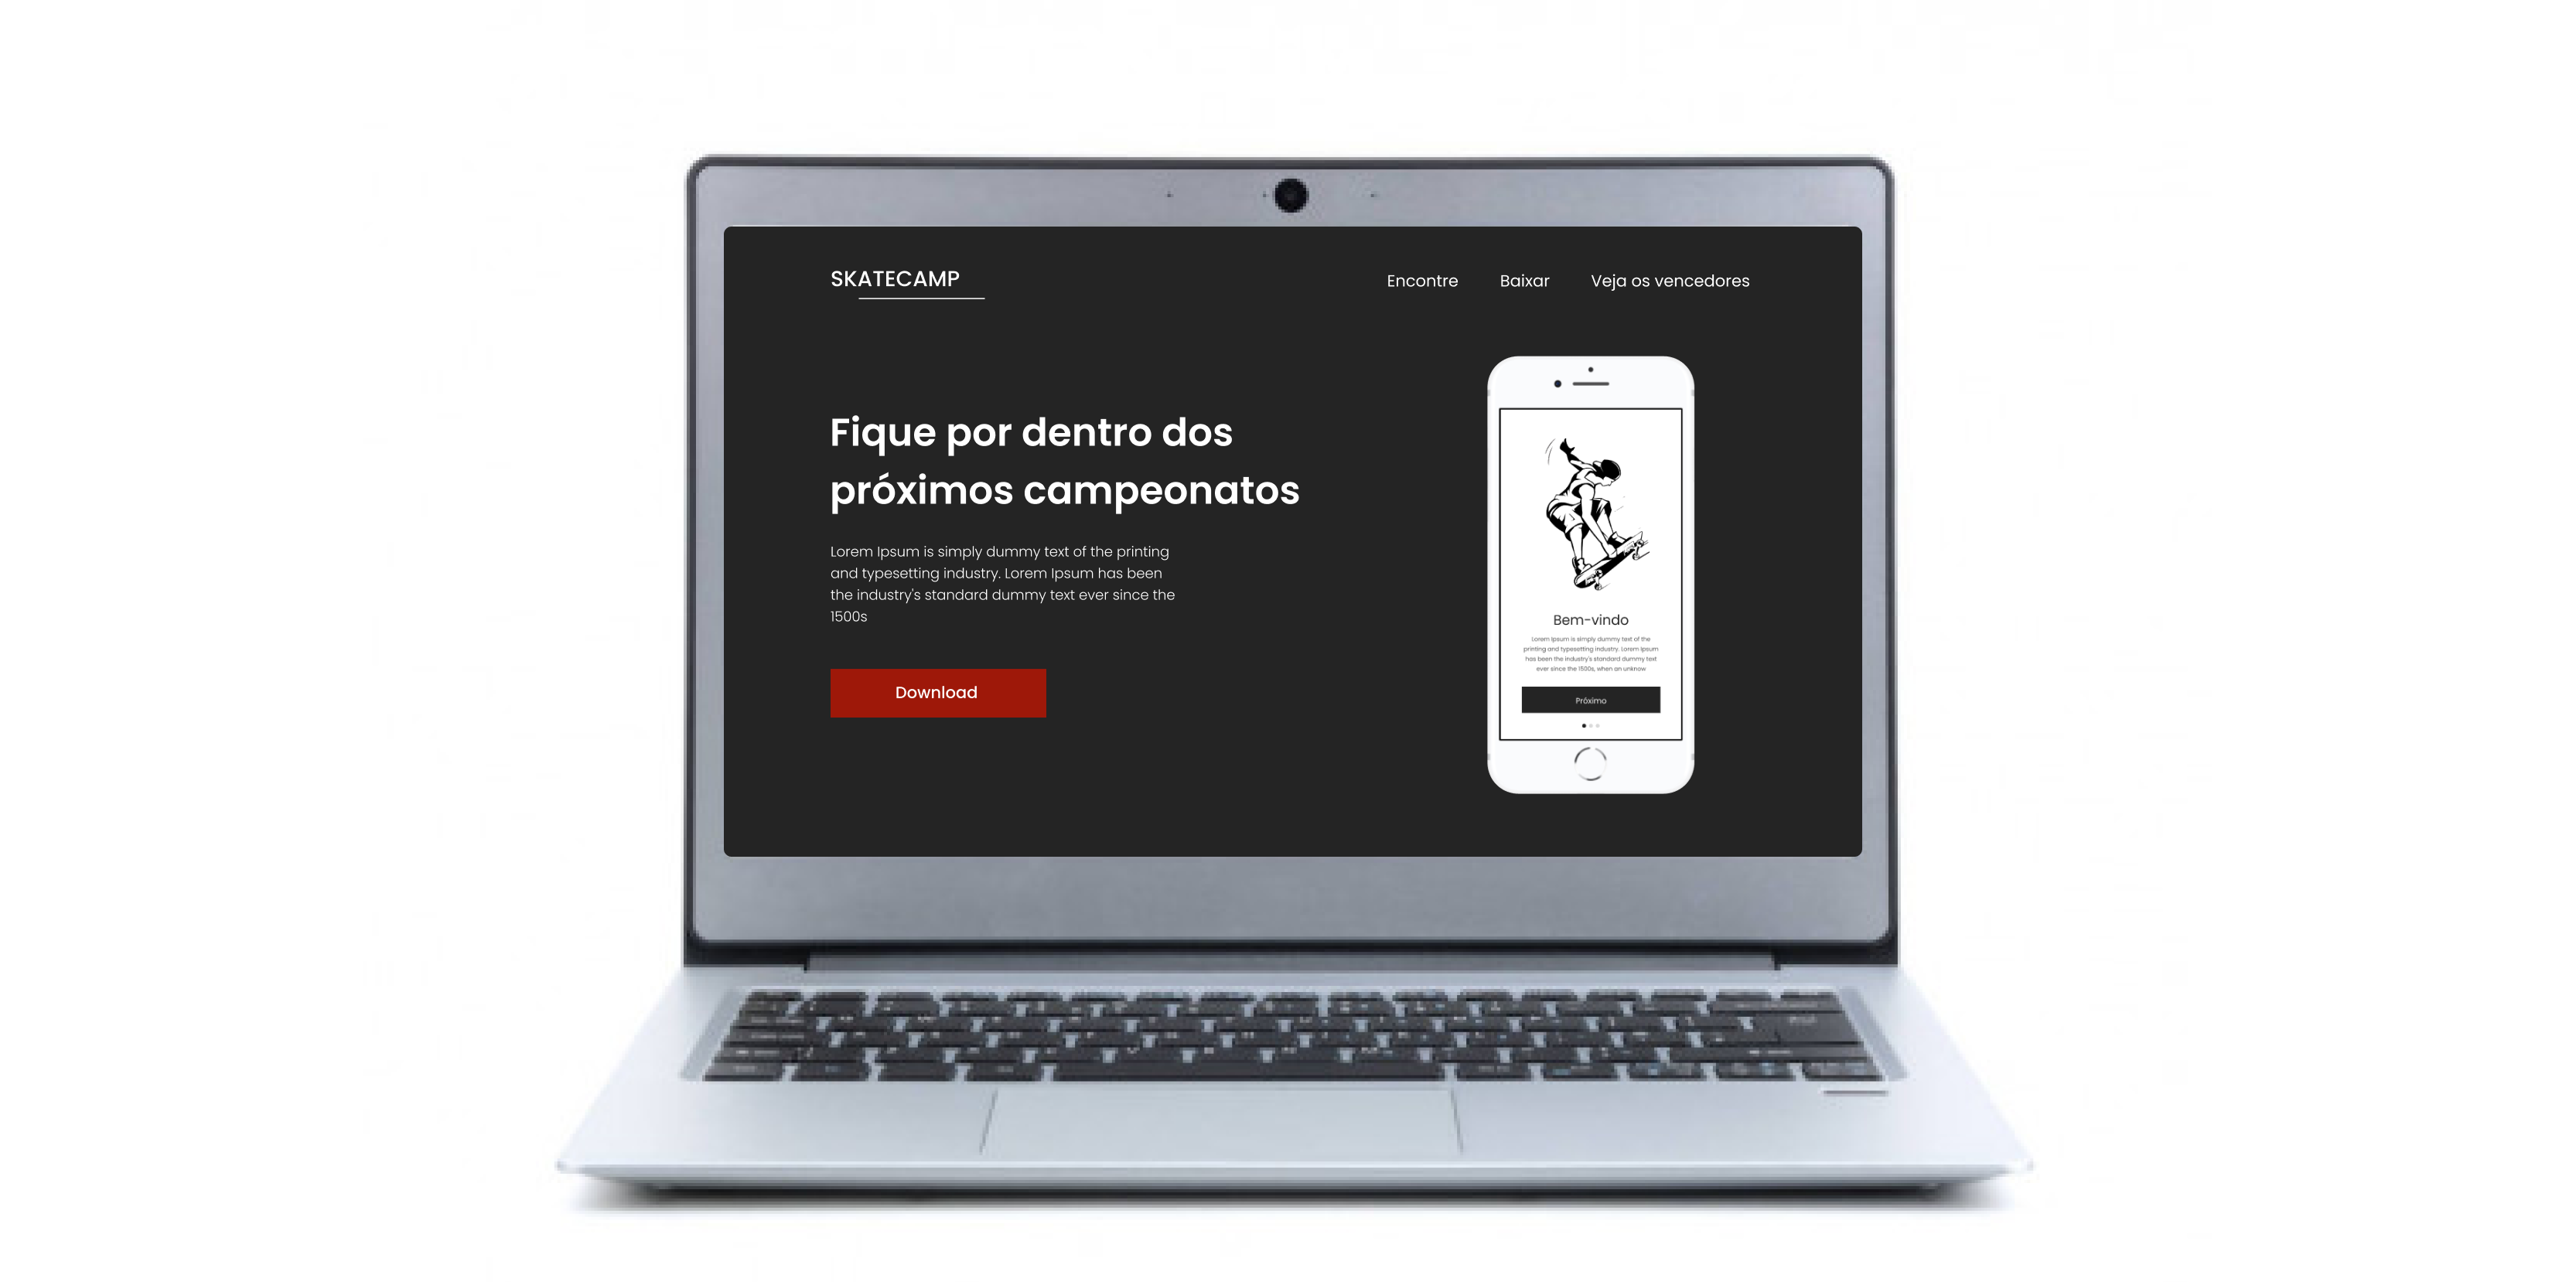 SKATECAMP
Encontre
Baixar
Veja os vencedores
Fique por dentro dos
próximos campeonatos
Lorem Ipsum is simply dummy text of the printing
and typesetting industry. Lorem Ipsum has been
the industry's standard dummy text ever since the
1500s
Download
Bem-vindo
Lorem Ipsum is simply dummy text of the
printing and typesetting industry. Lorem Ipsum
has been the industry's standard dummy text
ever since the 1500s, when an unknow
Próximo